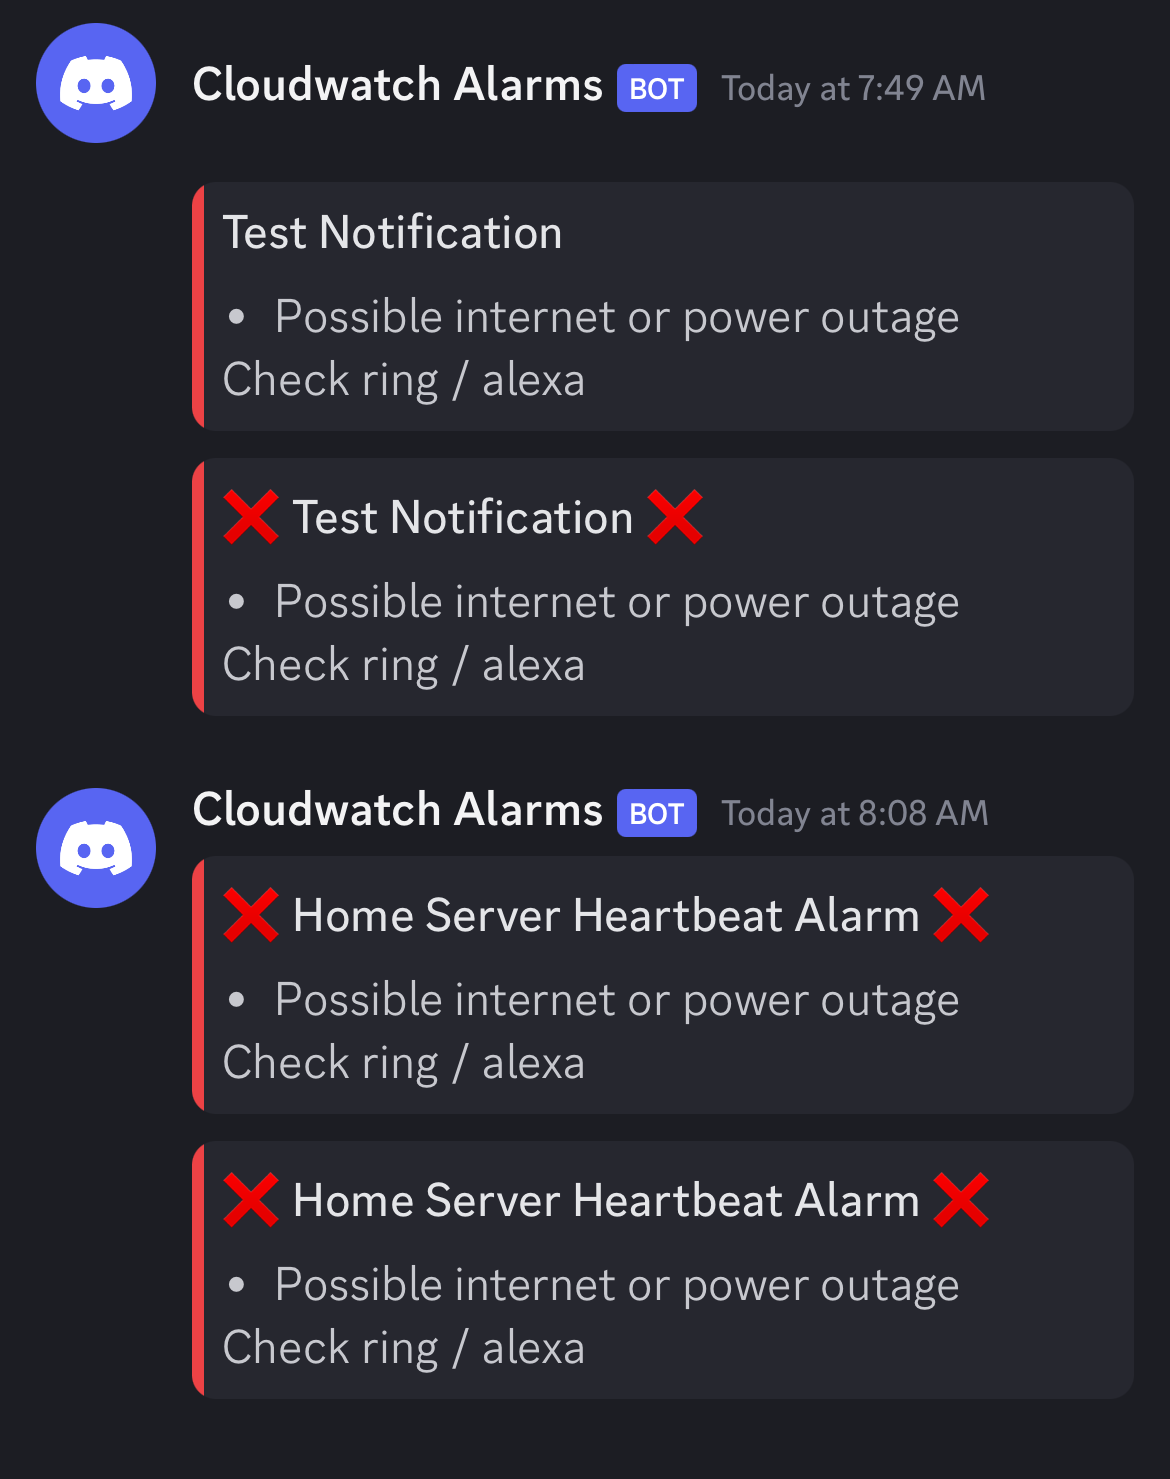 Cloudwatch Alarms BOT Today at 7:49 AM
Test Notification
• Possible internet or power outage
Check ring / alexa
❌ Test Notification ❌
• Possible internet or power outage
Check ring / alexa
Cloudwatch Alarms BOT Today at 8:08 AM
❌ Home Server Heartbeat Alarm ❌
• Possible internet or power outage
Check ring / alexa
❌ Home Server Heartbeat Alarm ❌
• Possible internet or power outage
Check ring / alexa